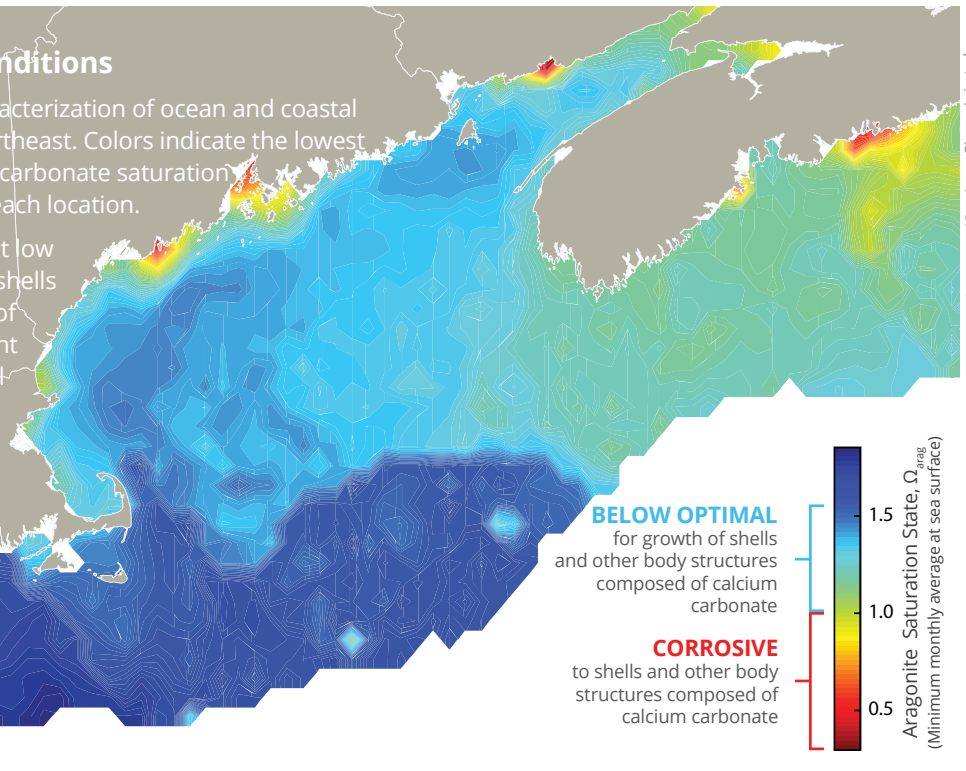 nditions
acterization of ocean and coastal
rtheast. Colors indicate the lowest
carbonate saturation
each location.
t low
shells
of
nt
BELOW OPTIMAL
for growth of shells
and other body structures
composed of calcium
carbonate
CORROSIVE
to shells and other body
structures composed of
calcium carbonate
1.5
1.0
0.5
Aragonite Saturation State, Ωarag
(Minimum monthly average at sea surface)